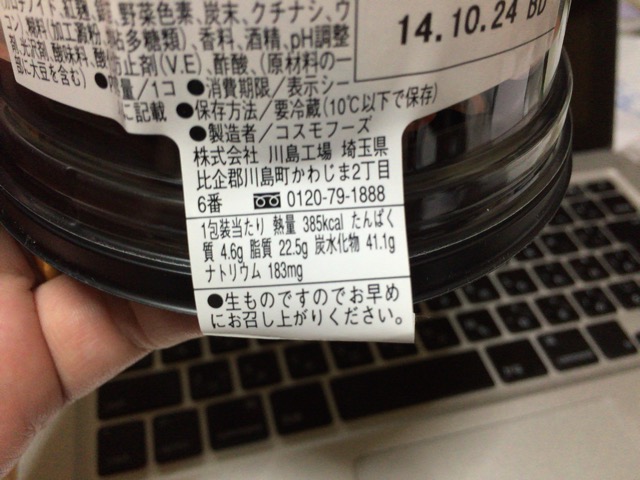 ロテノイド、紅麹、
野菜色素、炭末、クチナシ、ウ
コン)、糊料(加工澱粉、
粘多糖類)、香料、酒精、pH調整
剤、光沢剤、酸味料、酸
防止剤(V.E)、酢酸、(原材料の一
部に大豆を含む)
量/1コ ●消費期限/表示シー
に記載 ●保存方法/要冷蔵(10℃以下で保存)
●製造者/コスモフーズ
株式会社 川島工場 埼玉県
比企郡川島町かわじま2丁目
6番 0120-79-1888
1包装当たり 熱量 385kcal たんぱく
質 4.6g 脂質 22.5g 炭水化物 41.1g
ナトリウム 183mg
●生ものですのでお早め
にお召し上がりください。
14.10.24 BD